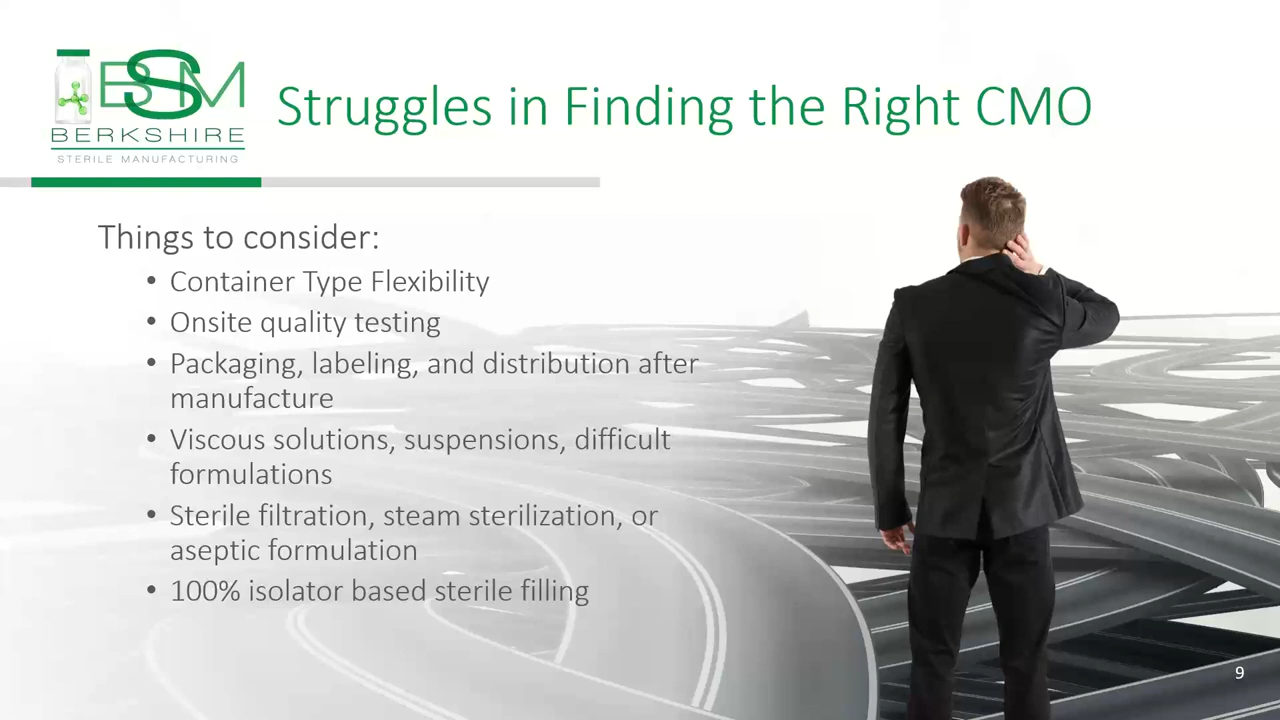 BSM
BERKSHIRE
STERILE MANUFACTURING
Struggles in Finding the Right CMO
Things to consider:
• Container Type Flexibility
• Onsite quality testing
• Packaging, labeling, and distribution after
manufacture
• Viscous solutions, suspensions, difficult
formulations
• Sterile filtration, steam sterilization, or
aseptic formulation
• 100% isolator based sterile filling
9